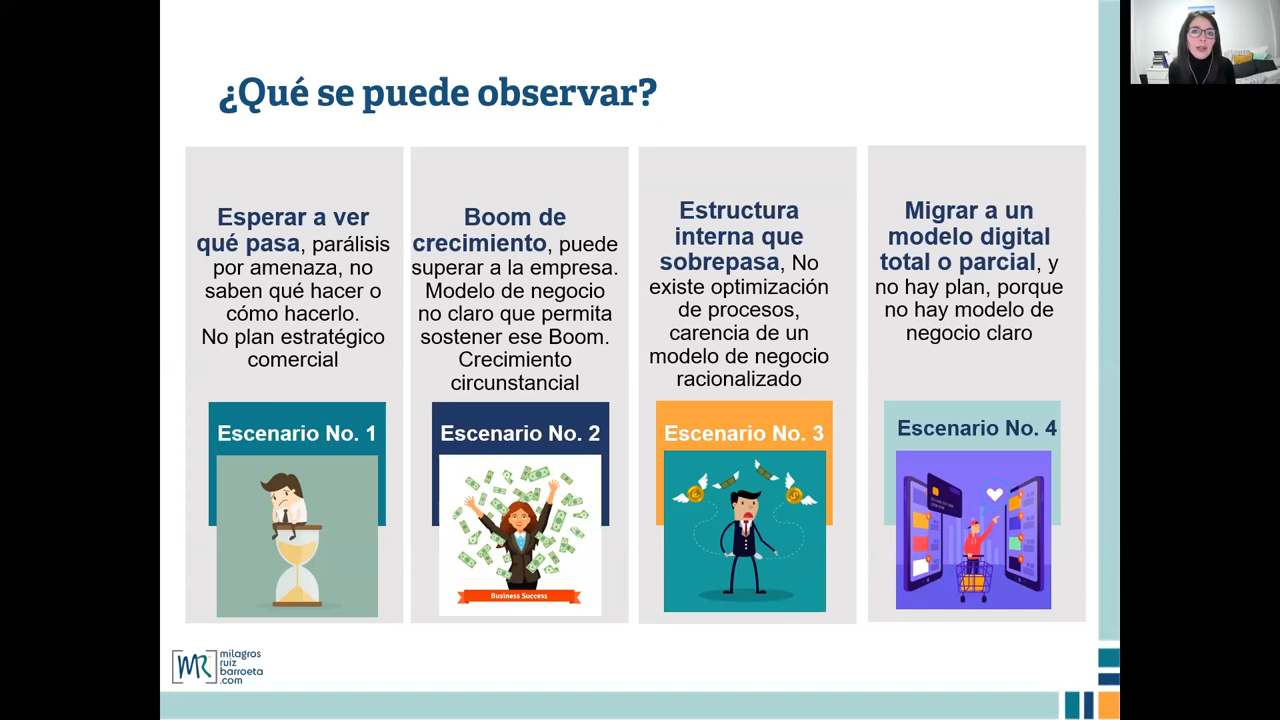 ¿Qué se puede observar?
Esperar a ver
qué pasa, parálisis
por amenaza, no
saben qué hacer o
cómo hacerlo.
No plan estratégico
comercial
Escenario No. 1
Boom de
crecimiento, puede
superar a la empresa.
Modelo de negocio
no claro que permita
sostener ese Boom.
Crecimiento
circunstancial
Escenario No. 2
Business Success
Estructura
interna que
sobrepasa, No
existe optimización
de procesos,
carencia de un
modelo de negocio
racionalizado
Escenario No. 3
Migrar a un
modelo digital
total o parcial, y
no hay plan, porque
no hay modelo de
negocio claro
Escenario No. 4
MR
milagros
ruiz
barroeta
.com